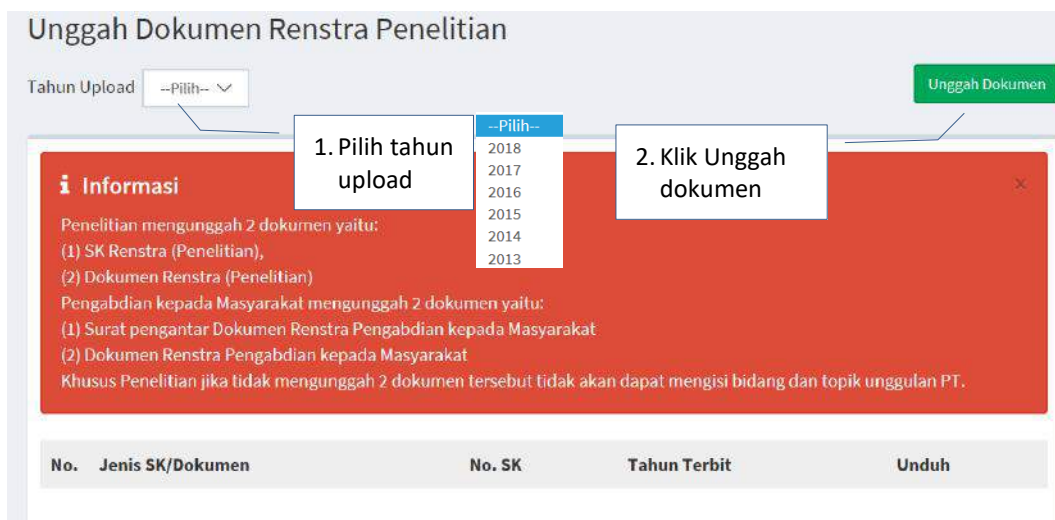 Unggah Dokumen Renstra Penelitian
Tahun Upload --Pilih--
Unggah Dokumen
1. Pilih tahun
upload
--Pilih--
2018
2017
2016
2015
2014
2013
2. Klik Unggah
dokumen
i Informasi
×
Penelitian mengunggah 2 dokumen yaitu:
(1) SK Renstra (Penelitian),
(2) Dokumen Renstra (Penelitian)
Pengabdian kepada Masyarakat mengunggah 2 dokumen yaitu:
(1) Surat pengantar Dokumen Renstra Pengabdian kepada Masyarakat
(2) Dokumen Renstra Pengabdian kepada Masyarakat
Khusus Penelitian jika tidak mengunggah 2 dokumen tersebut tidak akan dapat mengisi bidang dan topik unggulan PT.
No. Jenis SK/Dokumen No. SK Tahun Terbit Unduh